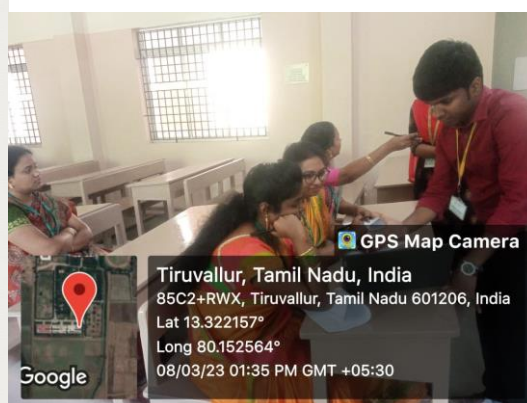 GPS Map Camera
Tiruvallur, Tamil Nadu, India
85C2+RWX, Tiruvallur, Tamil Nadu 601206, India
Lat 13.322157°
Long 80.152564°
08/03/23 01:35 PM GMT +05:30
Google